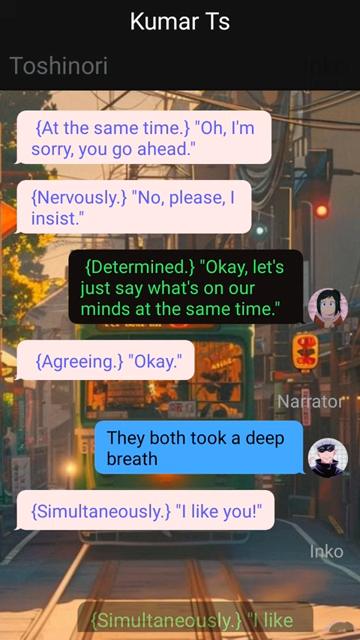 Kumar Ts
Toshinori
{At the same time.} "Oh, I'm
sorry, you go ahead."
{Nervously.} "No, please, I
insist."
{Determined.} "Okay, let's
just say what's on our
minds at the same time."
{Agreeing.} "Okay."
Narrator
They both took a deep
breath
{Simultaneously.} "I like you!"
Inko
{Simultaneously.} "I like